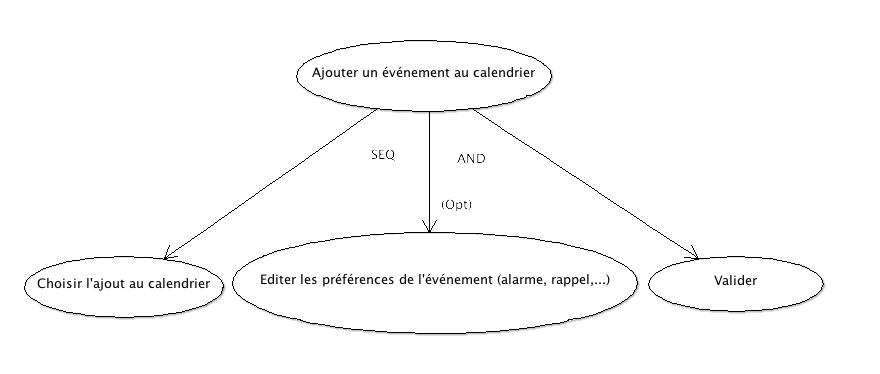 Ajouter un événement au calendrier
SEQ
AND
(Opt)
Choisir l'ajout au calendrier
Editer les préférences de l'événement (alarme, rappel,...)
Valider